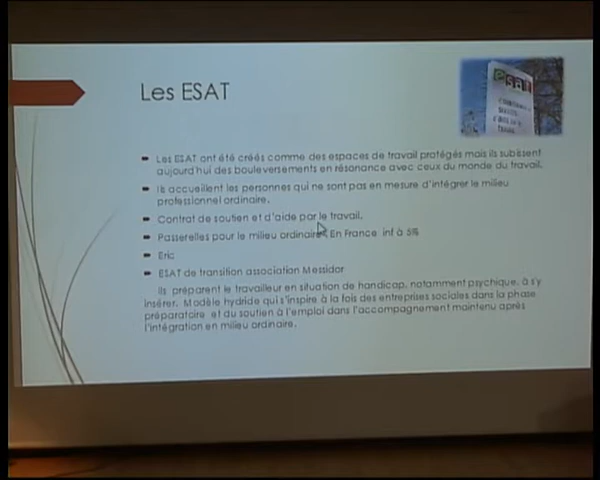 Les ESAT
esat
Les ESAT ont été créés comme des espaces de travail protégés mais ils subissent
aujourd'hui des bouleversements en résonance avec ceux du monde du travail.
Ils accueillent les personnes qui ne sont pas en mesure d'intégrer le milieu
professionnel ordinaire.
Contrat de soutien et d'aide par le travail.
Passerelles pour le milieu ordinaire. En France inf à 5%
Eric
ESAT de transition association Messidor
Ils préparent le travailleur en situation de handicap, notamment psychique, à s'y
insérer. Modèle hydride qui s'inspire à la fois des entreprises sociales dans la phase
préparatoire et du soutien à l'emploi dans l'accompagnement maintenu après
l'intégration en milieu ordinaire.